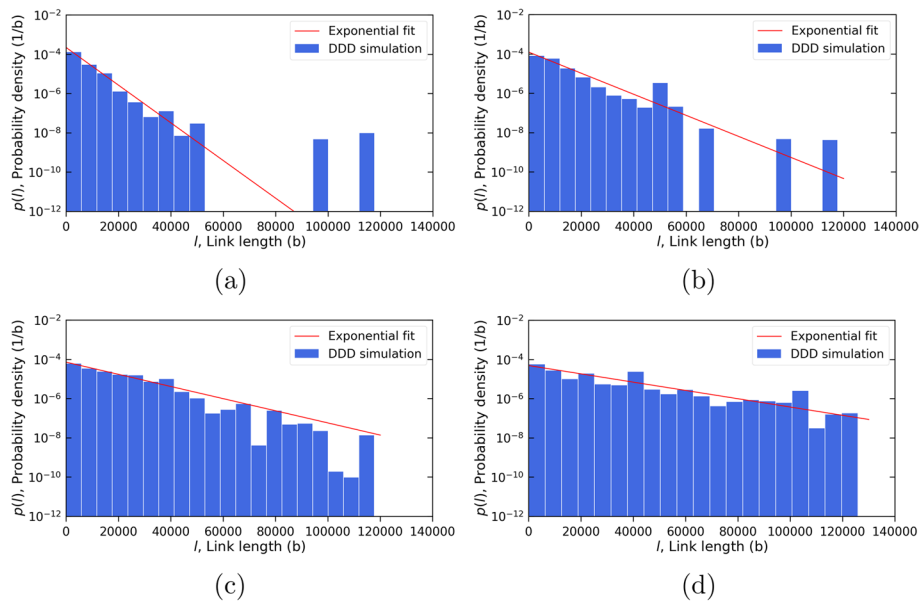 10⁻²
10⁻⁴
10⁻⁶
10⁻⁸
10⁻¹⁰
10⁻¹²
p(l), Probability density (1/b)
Exponential fit
DDD simulation
0 20000 40000 60000 80000 100000 120000 140000
l, Link length (b)
(a)
10⁻²
10⁻⁴
10⁻⁶
10⁻⁸
10⁻¹⁰
10⁻¹²
p(l), Probability density (1/b)
Exponential fit
DDD simulation
0 20000 40000 60000 80000 100000 120000 140000
l, Link length (b)
(b)
10⁻²
10⁻⁴
10⁻⁶
10⁻⁸
10⁻¹⁰
10⁻¹²
p(l), Probability density (1/b)
Exponential fit
DDD simulation
0 20000 40000 60000 80000 100000 120000 140000
l, Link length (b)
(c)
10⁻²
10⁻⁴
10⁻⁶
10⁻⁸
10⁻¹⁰
10⁻¹²
p(l), Probability density (1/b)
Exponential fit
DDD simulation
0 20000 40000 60000 80000 100000 120000 140000
l, Link length (b)
(d)